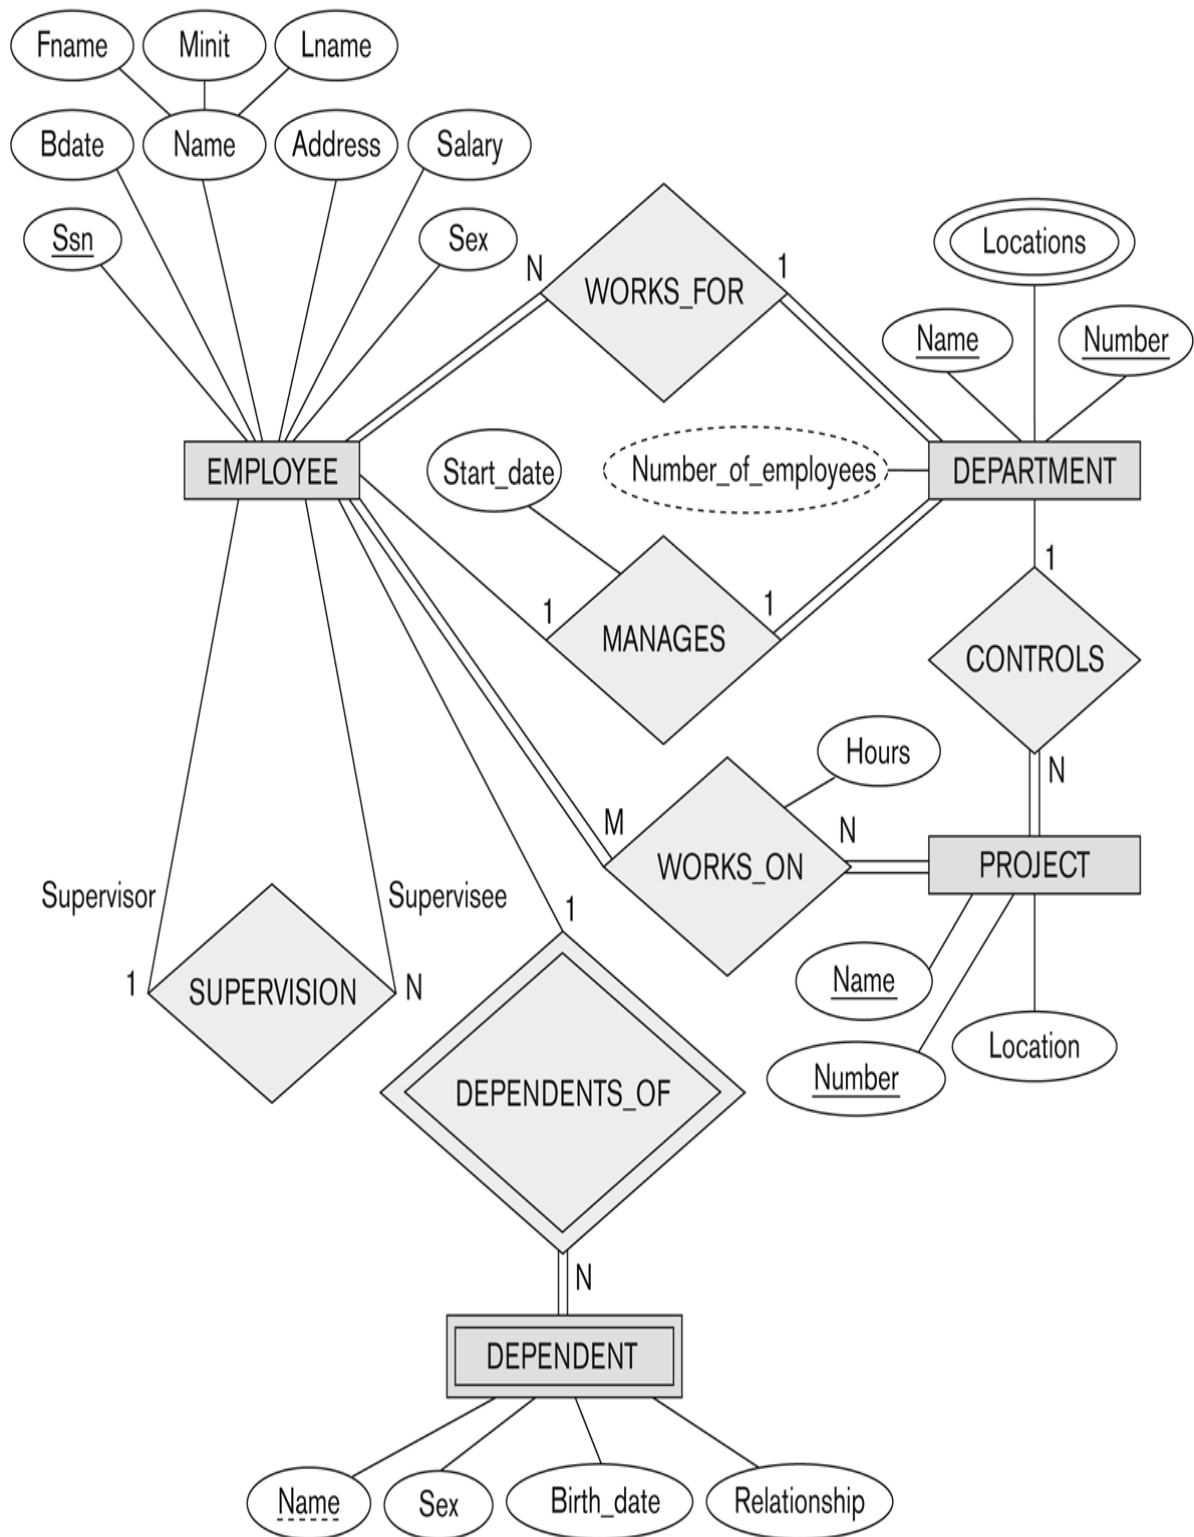 Fname
Minit
Lname
Bdate
Name
Address
Salary
Ssn
Sex
N
WORKS_FOR
1
Locations
Name
Number
EMPLOYEE
Start_date
Number_of_employees
DEPARTMENT
1
MANAGES
1
1
CONTROLS
N
Hours
M
WORKS_ON
N
PROJECT
Supervisor
Supervisee
1
SUPERVISION
N
1
Name
Number
Location
DEPENDENTS_OF
N
DEPENDENT
Name
Sex
Birth_date
Relationship